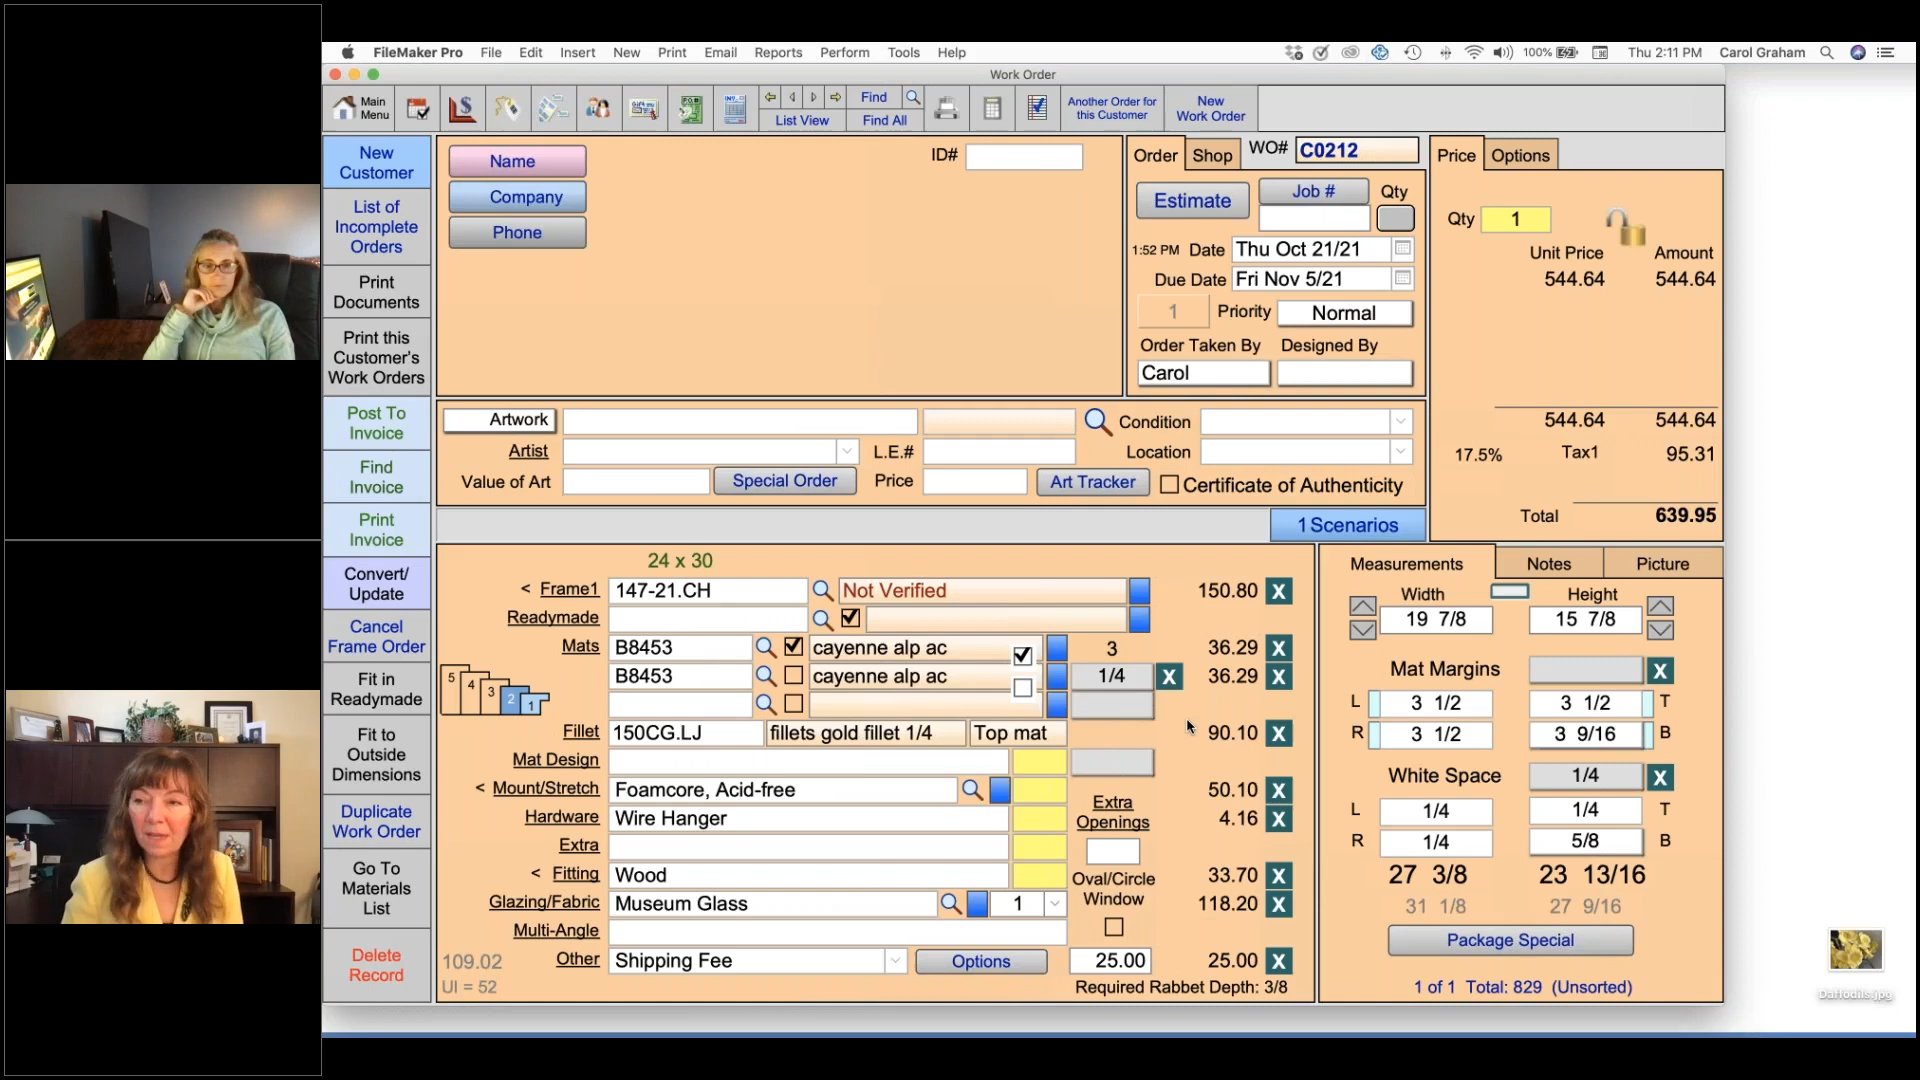 FileMaker Pro File Edit Insert New Print Email Reports Perform Tools Help 100% Thu 2:11 PM Carol Graham
Work Order
Main Menu
Find
List View
Find All
Another Order for this Customer
New Work Order
New Customer
List of Incomplete Orders
Print Documents
Print this Customer's Work Orders
Post To Invoice
Find Invoice
Print Invoice
Convert/ Update
Cancel Frame Order
Fit in Readymade
Fit to Outside Dimensions
Duplicate Work Order
Go To Materials List
Delete Record
Name
Company
Phone
ID#
Order Shop WO# C0212
Estimate Job # Qty
1:52 PM Date Thu Oct 21/21
Due Date Fri Nov 5/21
1 Priority Normal
Order Taken By Designed By
Carol
Price Options
Qty 1
Unit Price Amount
544.64 544.64
544.64 544.64
17.5% Tax1 95.31
Total 639.95
Artwork Condition
Artist L.E.# Location
Value of Art Special Order Price Art Tracker Certificate of Authenticity
1 Scenarios
24 x 30
< Frame1 147-21.CH Not Verified 150.80 X
Readymade
Mats B8453 cayenne alp ac 3 36.29 X
B8453 cayenne alp ac 1/4 X 36.29 X
5 4 3 2 1
Fillet 150CG.LJ fillets gold fillet 1/4 Top mat 90.10 X
Mat Design
< Mount/Stretch Foamcore, Acid-free 50.10 X
Hardware Wire Hanger Extra Openings 4.16 X
Extra
< Fitting Wood 33.70 X
Oval/Circle Window
Glazing/Fabric Museum Glass 1 118.20 X
Multi-Angle
109.02 Other Shipping Fee Options 25.00 25.00 X
UI = 52 Required Rabbet Depth: 3/8
Measurements Notes Picture
Width Height
19 7/8 15 7/8
Mat Margins X
L 3 1/2 3 1/2 T
R 3 1/2 3 9/16 B
White Space 1/4 X
L 1/4 1/4 T
R 1/4 5/8 B
27 3/8 23 13/16
31 1/8 27 9/16
Package Special
1 of 1 Total: 829 (Unsorted)
Daffodils.jpg